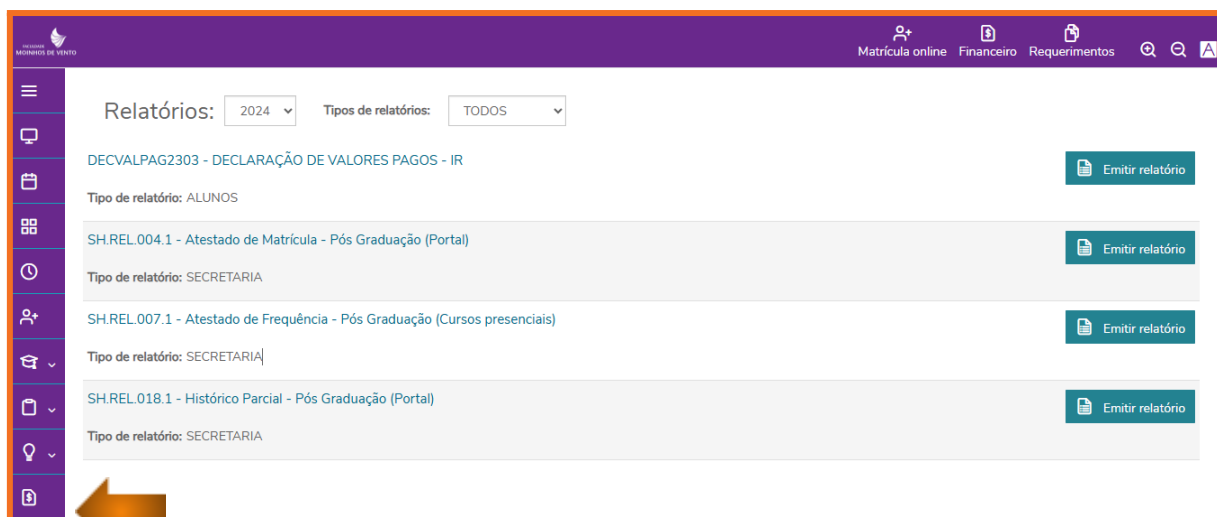 FACULDADE
MOINHOS DE VENTO
Matrícula online Financeiro Requerimentos A
Relatórios: 2024 Tipos de relatórios: TODOS
DECVALPAG2303 - DECLARAÇÃO DE VALORES PAGOS - IR
Emitir relatório
Tipo de relatório: ALUNOS
SH.REL.004.1 - Atestado de Matrícula - Pós Graduação (Portal)
Emitir relatório
Tipo de relatório: SECRETARIA
SH.REL.007.1 - Atestado de Frequência - Pós Graduação (Cursos presenciais)
Emitir relatório
Tipo de relatório: SECRETARIA
SH.REL.018.1 - Histórico Parcial - Pós Graduação (Portal)
Emitir relatório
Tipo de relatório: SECRETARIA